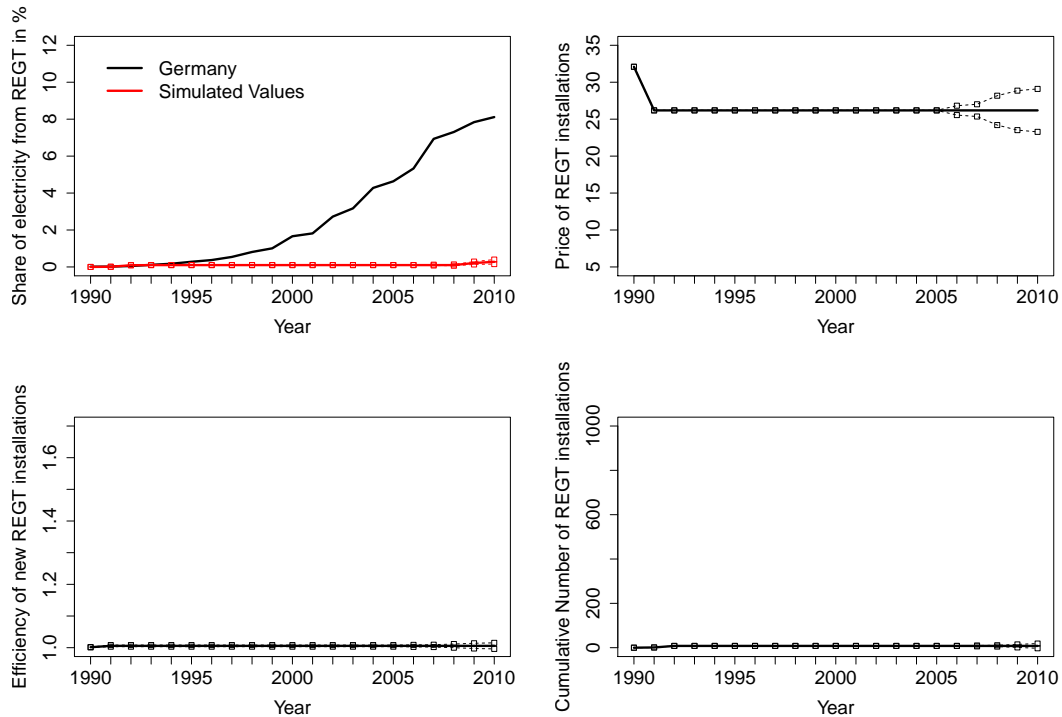 Share of electricity from REGT in %
12
10
8
6
4
2
0
Germany
Simulated Values
1990 1995 2000 2005 2010
Year
Price of REGT installations
35
30
25
20
15
10
5
1990 1995 2000 2005 2010
Year
Efficiency of new REGT installations
1.6
1.4
1.2
1.0
1990 1995 2000 2005 2010
Year
Cumulative Number of REGT installations
1000
600
200
0
1990 1995 2000 2005 2010
Year